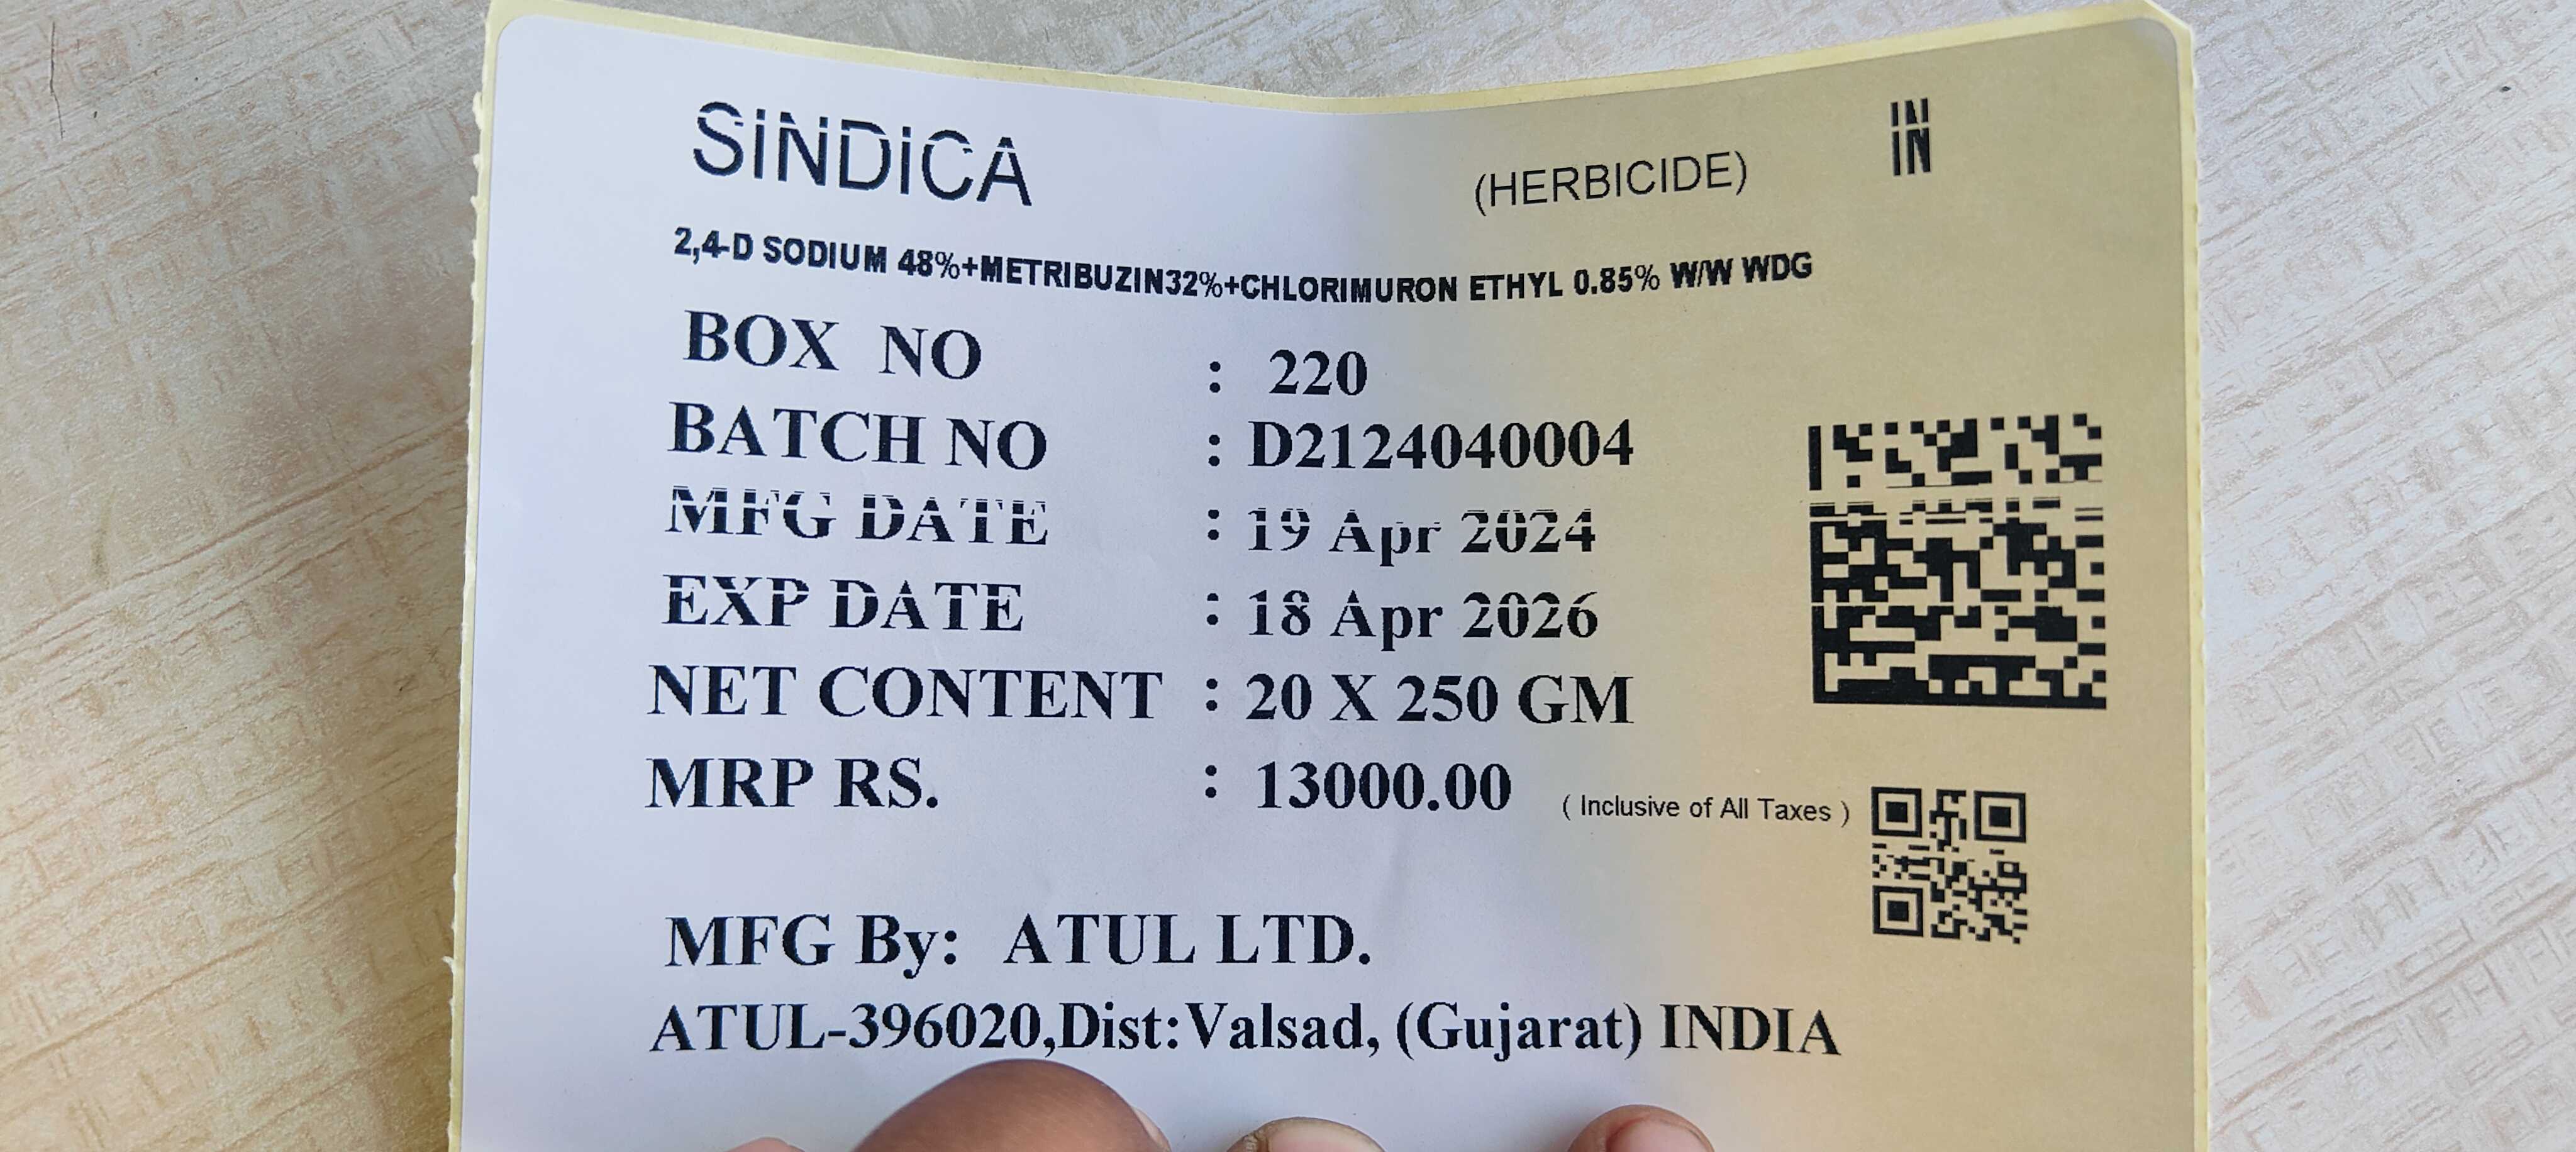 SiNDiCA (HERBICIDE) IN
2,4-D SODIUM 48%+METRIBUZIN32%+CHLORIMURON ETHYL 0.85% W/W WDG
BOX NO : 220
BATCH NO : D2124040004
MFG DATE : 19 Apr 2024
EXP DATE : 18 Apr 2026
NET CONTENT : 20 X 250 GM
MRP RS. : 13000.00 ( Inclusive of All Taxes )
MFG By: ATUL LTD.
ATUL-396020,Dist:Valsad, (Gujarat) INDIA